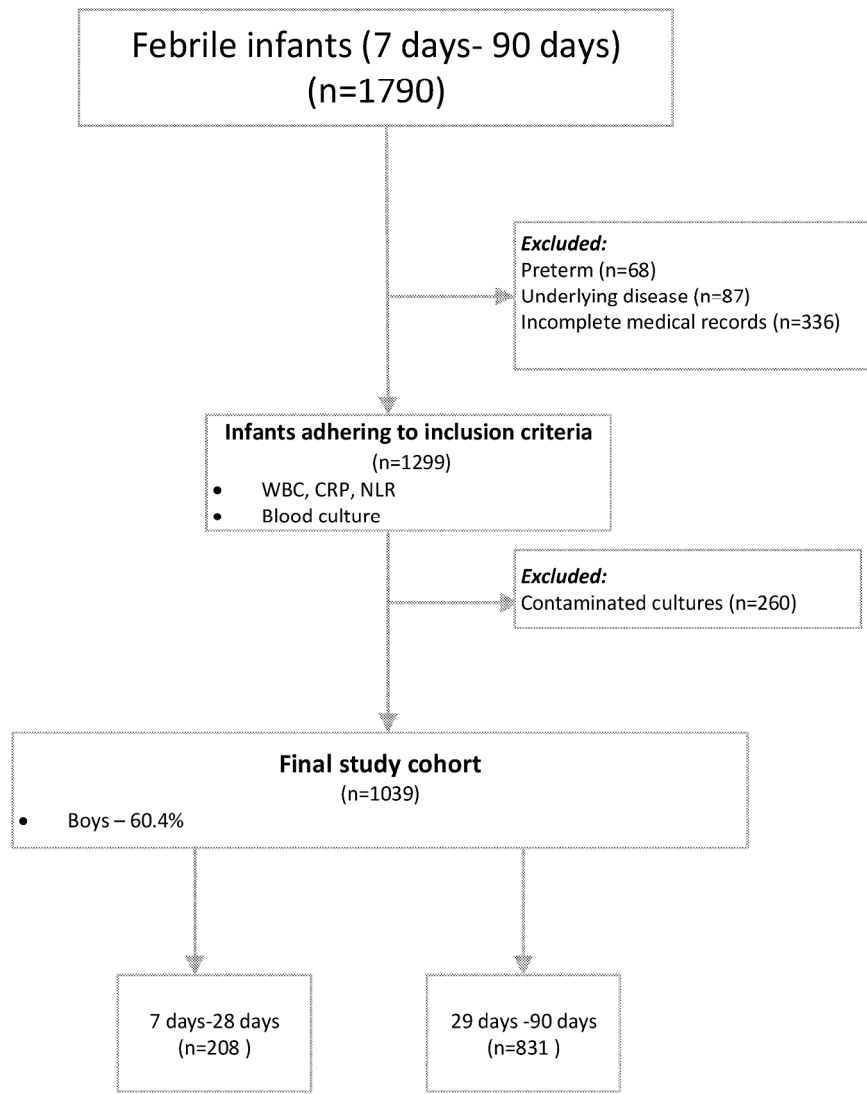 Febrile infants (7 days- 90 days)
(n=1790)
Excluded:
Preterm (n=68)
Underlying disease (n=87)
Incomplete medical records (n=336)
Infants adhering to inclusion criteria
(n=1299)
• WBC, CRP, NLR
• Blood culture
Excluded:
Contaminated cultures (n=260)
Final study cohort
(n=1039)
• Boys – 60.4%
7 days-28 days
(n=208 )
29 days -90 days
(n=831 )